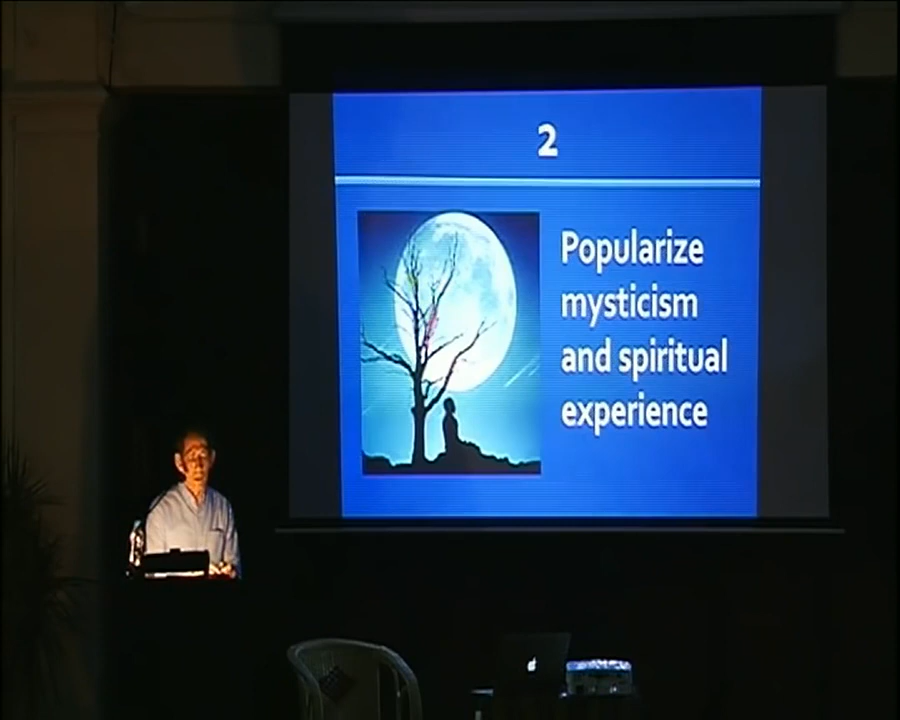 2
Popularize
mysticism
and spiritual
experience